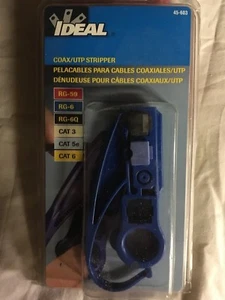 45-603
IDEAL
COAX/UTP STRIPPER
PELACABLES PARA CABLES COAXIALES/UTP
DÉNUDEUSE POUR CÂBLES COAXIAUX/UTP
RG-59
RG-6
RG-6Q
CAT 3
CAT 5e
CAT 6